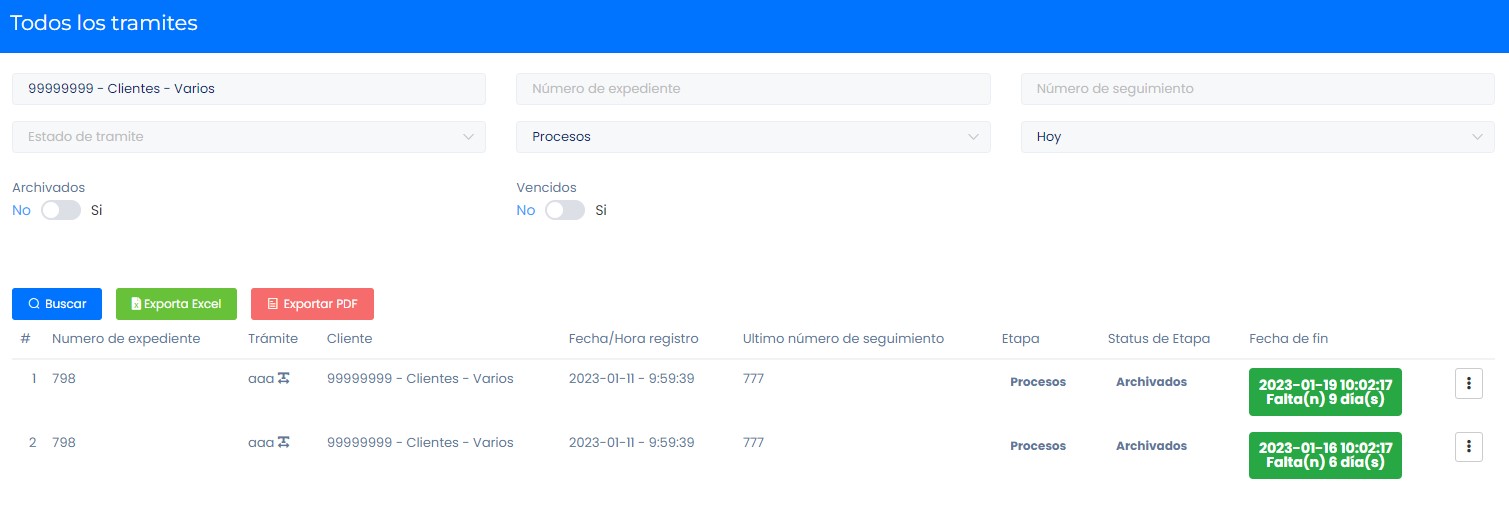 Todos los tramites
99999999 - Clientes - Varios
Número de expediente
Número de seguimiento
Estado de tramite
Procesos
Hoy
Archivados
No Si
Vencidos
No Si
Buscar
Exporta Excel
Exportar PDF
# Numero de expediente Trámite Cliente Fecha/Hora registro Ultimo número de seguimiento Etapa Status de Etapa Fecha de fin
1 798 aaa 99999999 - Clientes - Varios 2023-01-11 - 9:59:39 777 Procesos Archivados 2023-01-19 10:02:17
Falta(n) 9 día(s)
2 798 aaa 99999999 - Clientes - Varios 2023-01-11 - 9:59:39 777 Procesos Archivados 2023-01-16 10:02:17
Falta(n) 6 día(s)